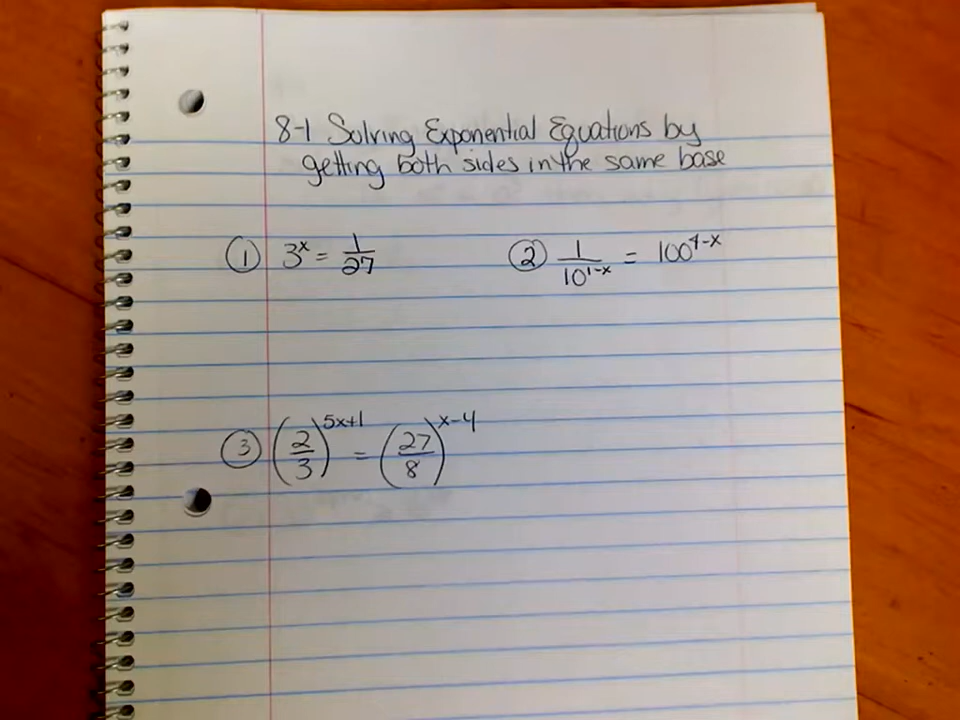 8-1 Solving Exponential Equations by
getting both sides in the same base
① 3^x = 1/27
② 1/10^(1-x) = 100^(4-x)
③ (2/3)^(5x+1) = (27/8)^(x-4)